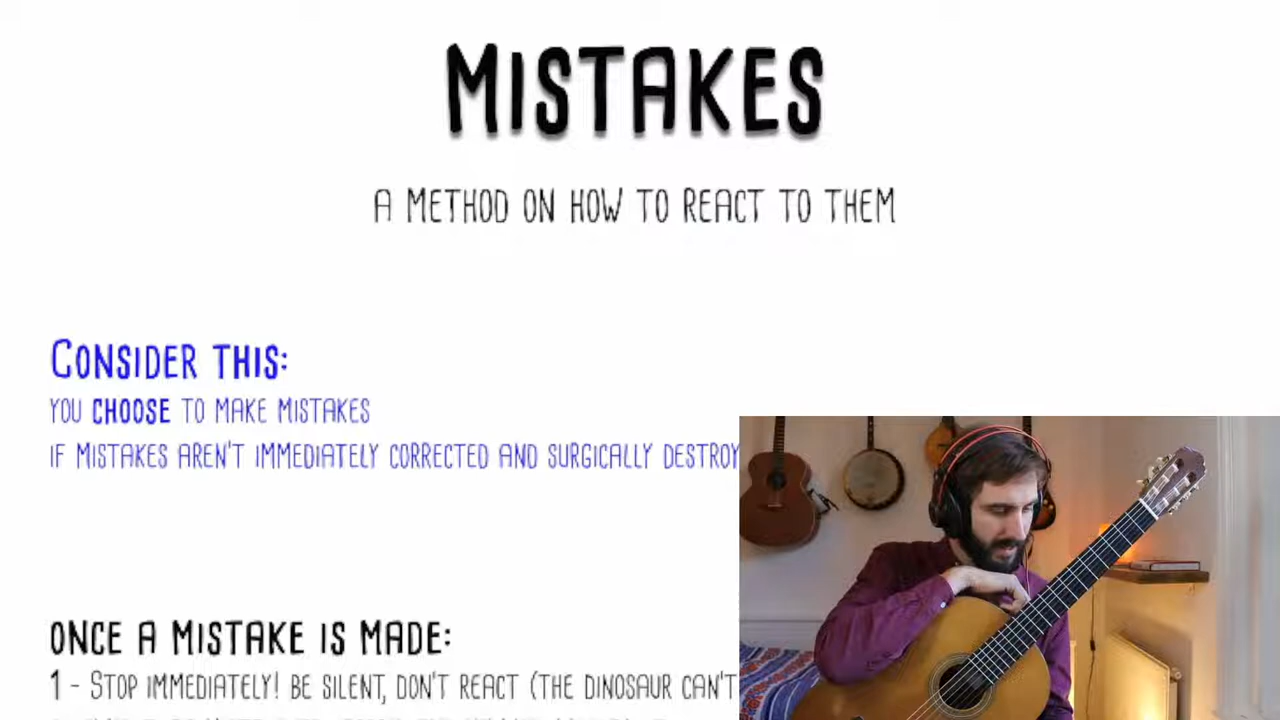 MISTAKES
A METHOD ON HOW TO REACT TO THEM
CONSIDER THIS:
YOU CHOOSE TO MAKE MISTAKES
IF MISTAKES AREN'T IMMEDIATELY CORRECTED AND SURGICALLY
ONCE A MISTAKE IS MADE:
1 - STOP IMMEDIATELY! BE SILENT, DON'T REACT (THE DINOSAUR CAN'T